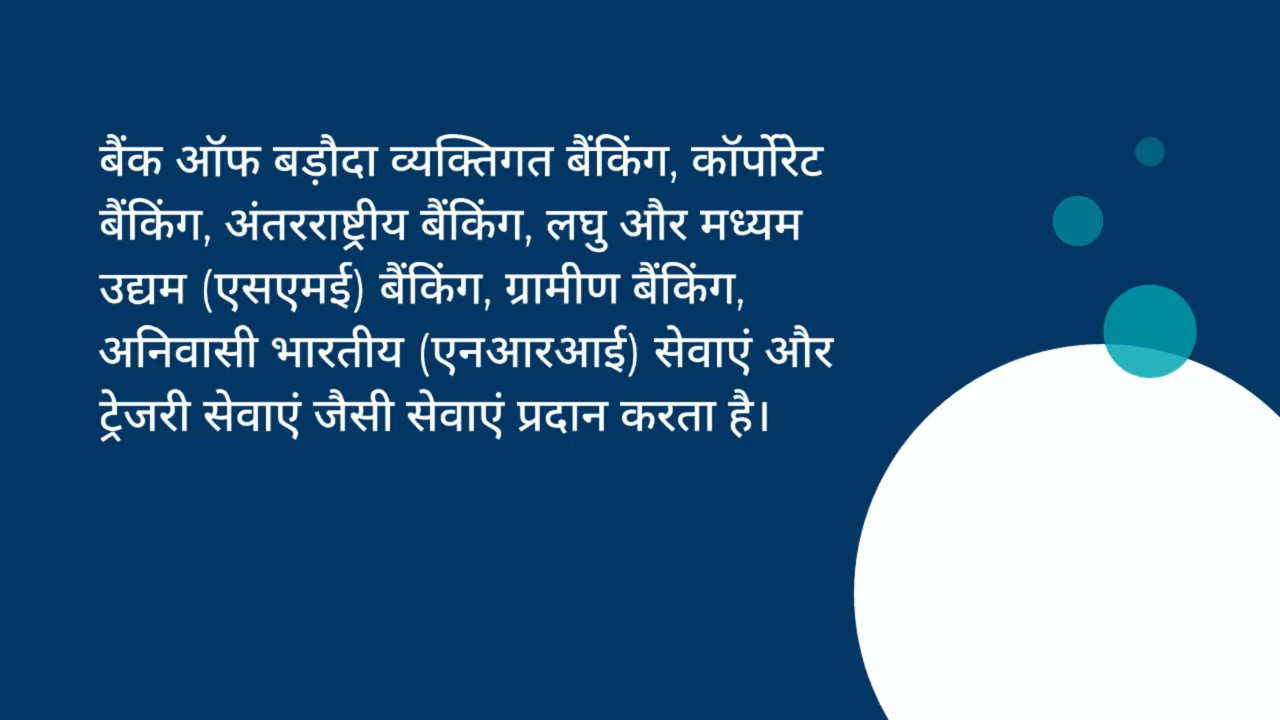 बैंक ऑफ बड़ौदा व्यक्तिगत बैंकिंग, कॉर्पोरेट
बैंकिंग, अंतरराष्ट्रीय बैंकिंग, लघु और मध्यम
उद्यम (एसएमई) बैंकिंग, ग्रामीण बैंकिंग,
अनिवासी भारतीय (एनआरआई) सेवाएं और
ट्रेजरी सेवाएं जैसी सेवाएं प्रदान करता है।